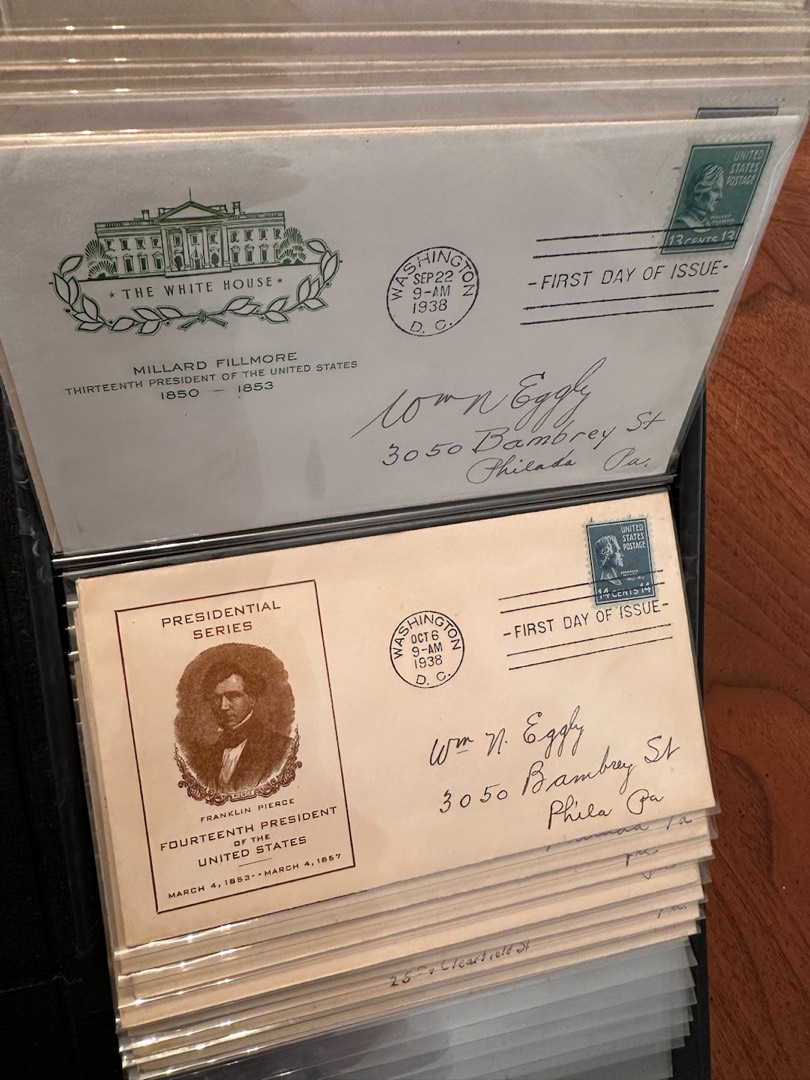 THE WHITE HOUSE
MILLARD FILLMORE
THIRTEENTH PRESIDENT OF THE UNITED STATES
1850 — 1853
WASHINGTON
SEP 22
9-AM
1938
D. C.
UNITED
STATES
POSTAGE
MILLARD
FILLMORE
13 CENTS 13
-FIRST DAY OF ISSUE-
Wm N Eggly
3050 Bambrey St
Philada Pa.
PRESIDENTIAL
SERIES
FRANKLIN PIERCE
FOURTEENTH PRESIDENT
OF THE
UNITED STATES
MARCH 4, 1853--MARCH 4, 1857
WASHINGTON
OCT 6
9-AM
1938
D. C.
UNITED
STATES
POSTAGE
14 CENTS 14
-FIRST DAY OF ISSUE-
Wm N. Eggly
3050 Bambrey St
Phila Pa
Pa
25th & Clearfield St